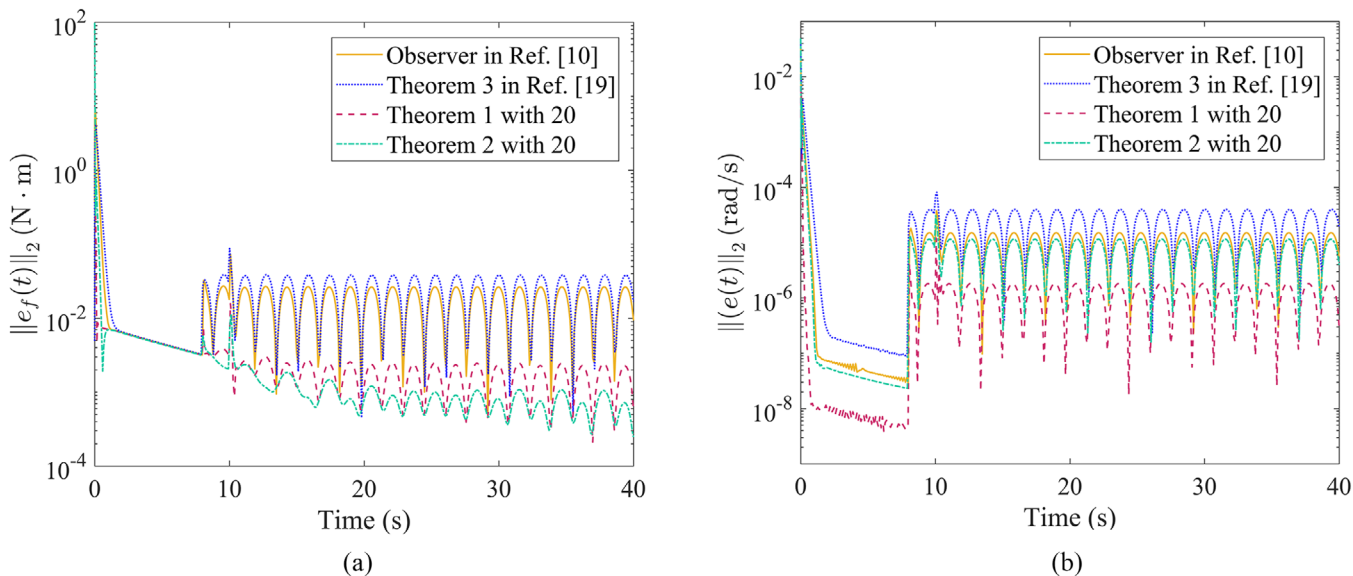 10^2
10^0
10^-2
10^-4
||e_f(t)||_2 (N · m)
Observer in Ref. [10]
Theorem 3 in Ref. [19]
Theorem 1 with 20
Theorem 2 with 20
0 10 20 30 40
Time (s)
(a)
10^-2
10^-4
10^-6
10^-8
||(e(t)||_2 (rad/s)
Observer in Ref. [10]
Theorem 3 in Ref. [19]
Theorem 1 with 20
Theorem 2 with 20
0 10 20 30 40
Time (s)
(b)